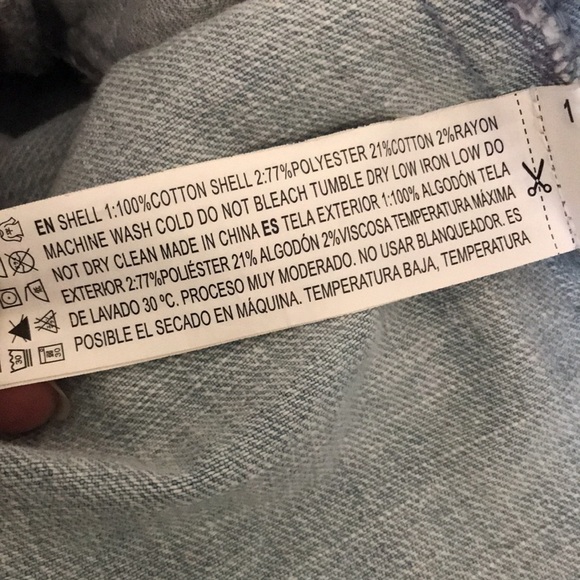 EN SHELL 1:100%COTTON SHELL 2:77%POLYESTER 21%COTTON 2%RAYON
MACHINE WASH COLD DO NOT BLEACH TUMBLE DRY LOW IRON LOW DO
NOT DRY CLEAN MADE IN CHINA ES TELA EXTERIOR 1:100% ALGODÓN TELA
EXTERIOR 2:77%POLIÉSTER 21% ALGODÓN 2%VISCOSA TEMPERATURA MÁXIMA
DE LAVADO 30 ºC. PROCESO MUY MODERADO. NO USAR BLANQUEADOR. ES
POSIBLE EL SECADO EN MÁQUINA. TEMPERATURA BAJA, TEMPERATURA
1
30
30